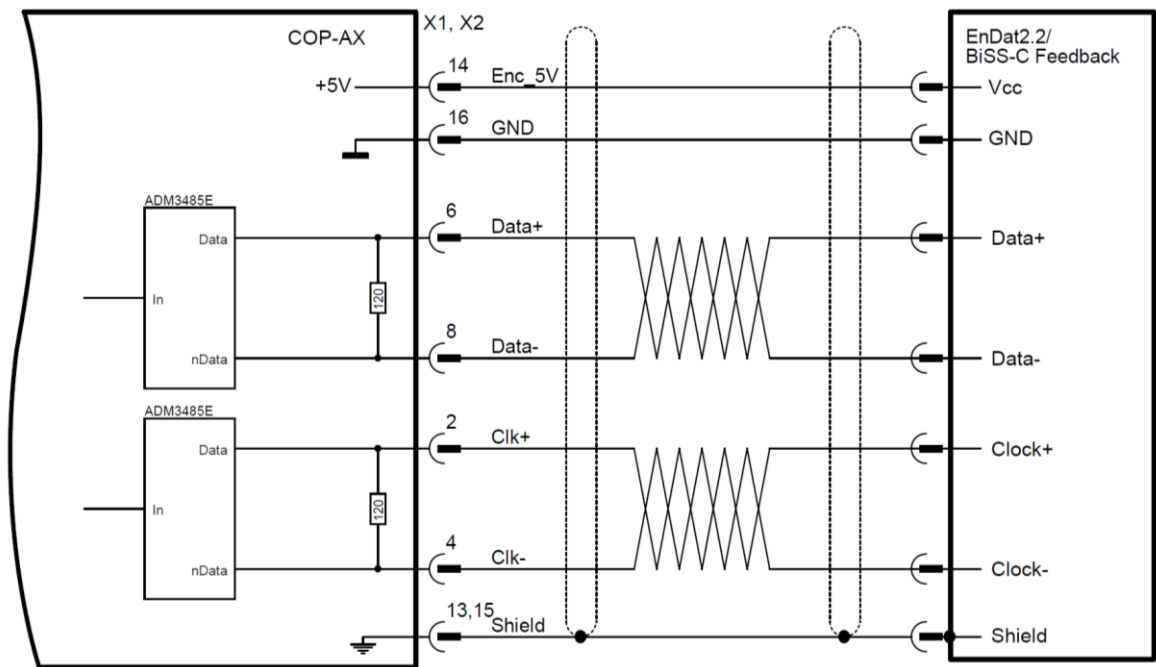 COP-AX
X1, X2
EnDat2.2/
BiSS-C Feedback
+5V
14
Enc_5V
Vcc
16
GND
GND
ADM3485E
Data
In
nData
120
6
Data+
Data+
8
Data-
Data-
ADM3485E
Data
In
nData
120
2
Clk+
Clock+
4
Clk-
Clock-
13,15
Shield
Shield